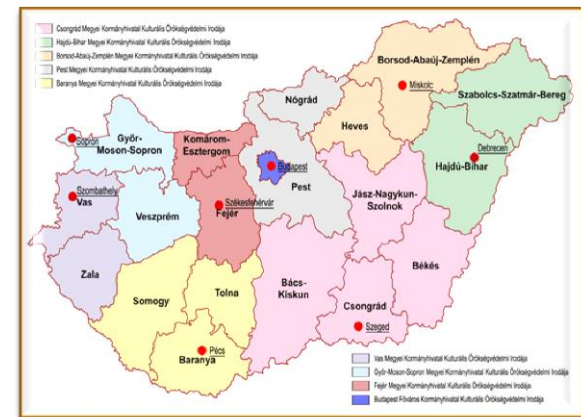 Csongrád Megyei Kormányhivatal Kulturális Örökségvédelmi Irodája
Hajdú-Bihar Megyei Kormányhivatal Kulturális Örökségvédelmi Irodája
Borsod-Abaúj-Zemplén Megyei Kormányhivatal Kulturális Örökségvédelmi Irodája
Pest Megyei Kormányhivatal Kulturális Örökségvédelmi Irodája
Baranya Megyei Kormányhivatal Kulturális Örökségvédelmi Irodája
Borsod-Abaúj-Zemplén
Miskolc
Szabolcs-Szatmár-Bereg
Nógrád
Heves
Sopron
Győr-
Moson-Sopron
Komárom-
Esztergom
Budapest
Pest
Debrecen
Hajdú-Bihar
Szombathely
Vas
Veszprém
Székesfehérvár
Fejér
Jász-Nagykun-
Szolnok
Zala
Somogy
Tolna
Bács-
Kiskun
Békés
Csongrád
Szeged
Pécs
Baranya
Vas Megyei Kormányhivatal Kulturális Örökségvédelmi Irodája
Győr-Moson-Sopron Megyei Kormányhivatal Kulturális Örökségvédelmi Irodája
Fejér Megyei Kormányhivatal Kulturális Örökségvédelmi Irodája
Budapest Főváros Kormányhivatal Kulturális Örökségvédelmi Irodája